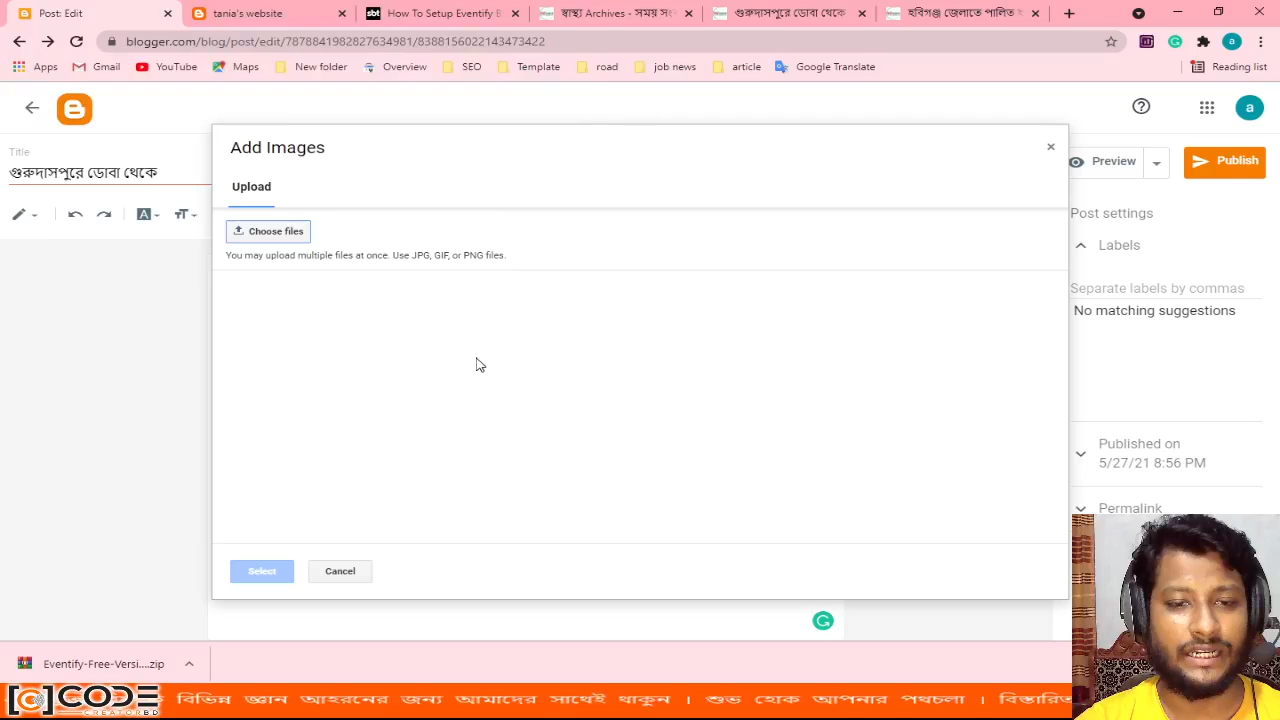 Post: Edit
tania's website
How To Setup Eventify B
স্বাস্থ্য Archives - সময় সং
গুরুদাসপুরে ডোবা থেকে
হবিগঞ্জ জেলাতে পালিত হ
blogger.com/blog/post/edit/7878841982827634981/8388156022143473422
Apps
Gmail
YouTube
Maps
New folder
Overview
SEO
Template
road
job news
article
Google Translate
Reading list
Title
গুরুদাসপুরে ডোবা থেকে
Add Images
Upload
Choose files
You may upload multiple files at once. Use JPG, GIF, or PNG files.
Select
Cancel
Preview
Publish
Post settings
Labels
Separate labels by commas
No matching suggestions
Published on
5/27/21 8:56 PM
Permalink
Eventify-Free-Versi....zip
CODE
CREATORBD
বিভিন্ন জ্ঞান আহরনের জন্য আমাদের সাথেই থাকুন । শুভ হোক আপনার পথচলা । বিস্তারিত